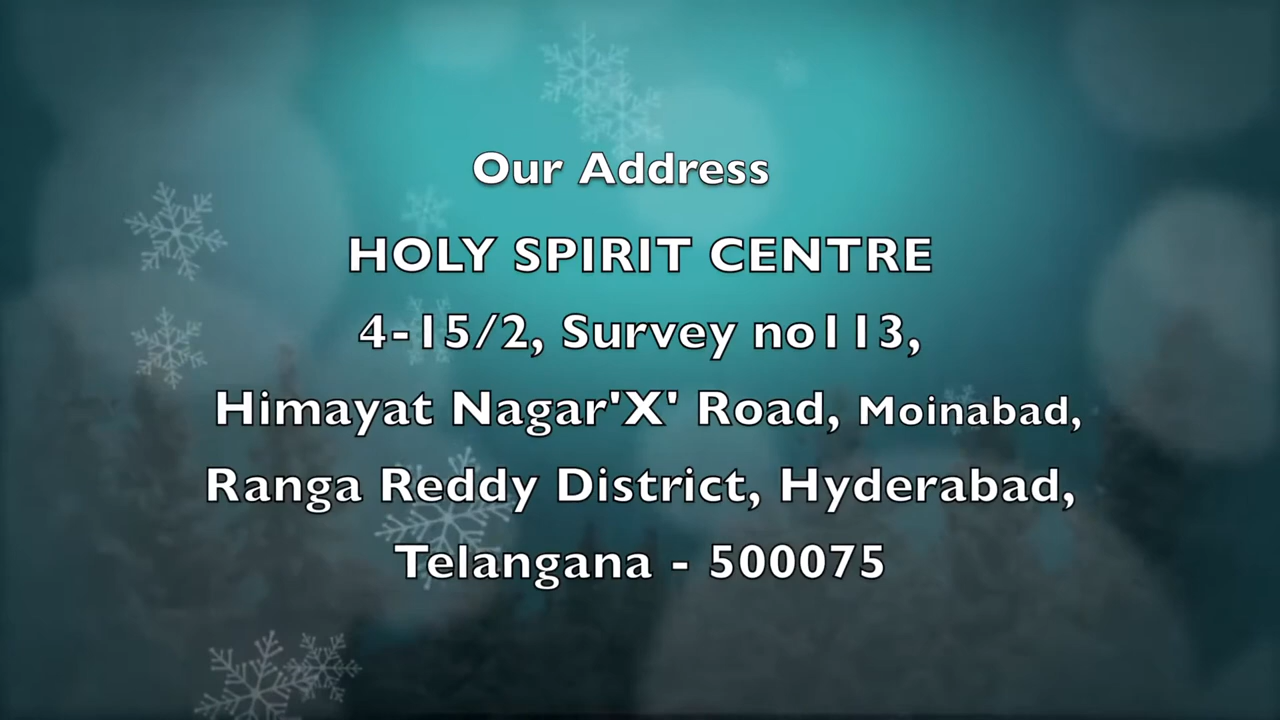 Our Address
HOLY SPIRIT CENTRE
4-15/2, Survey no113,
Himayat Nagar'X' Road, Moinabad,
Ranga Reddy District, Hyderabad,
Telangana - 500075